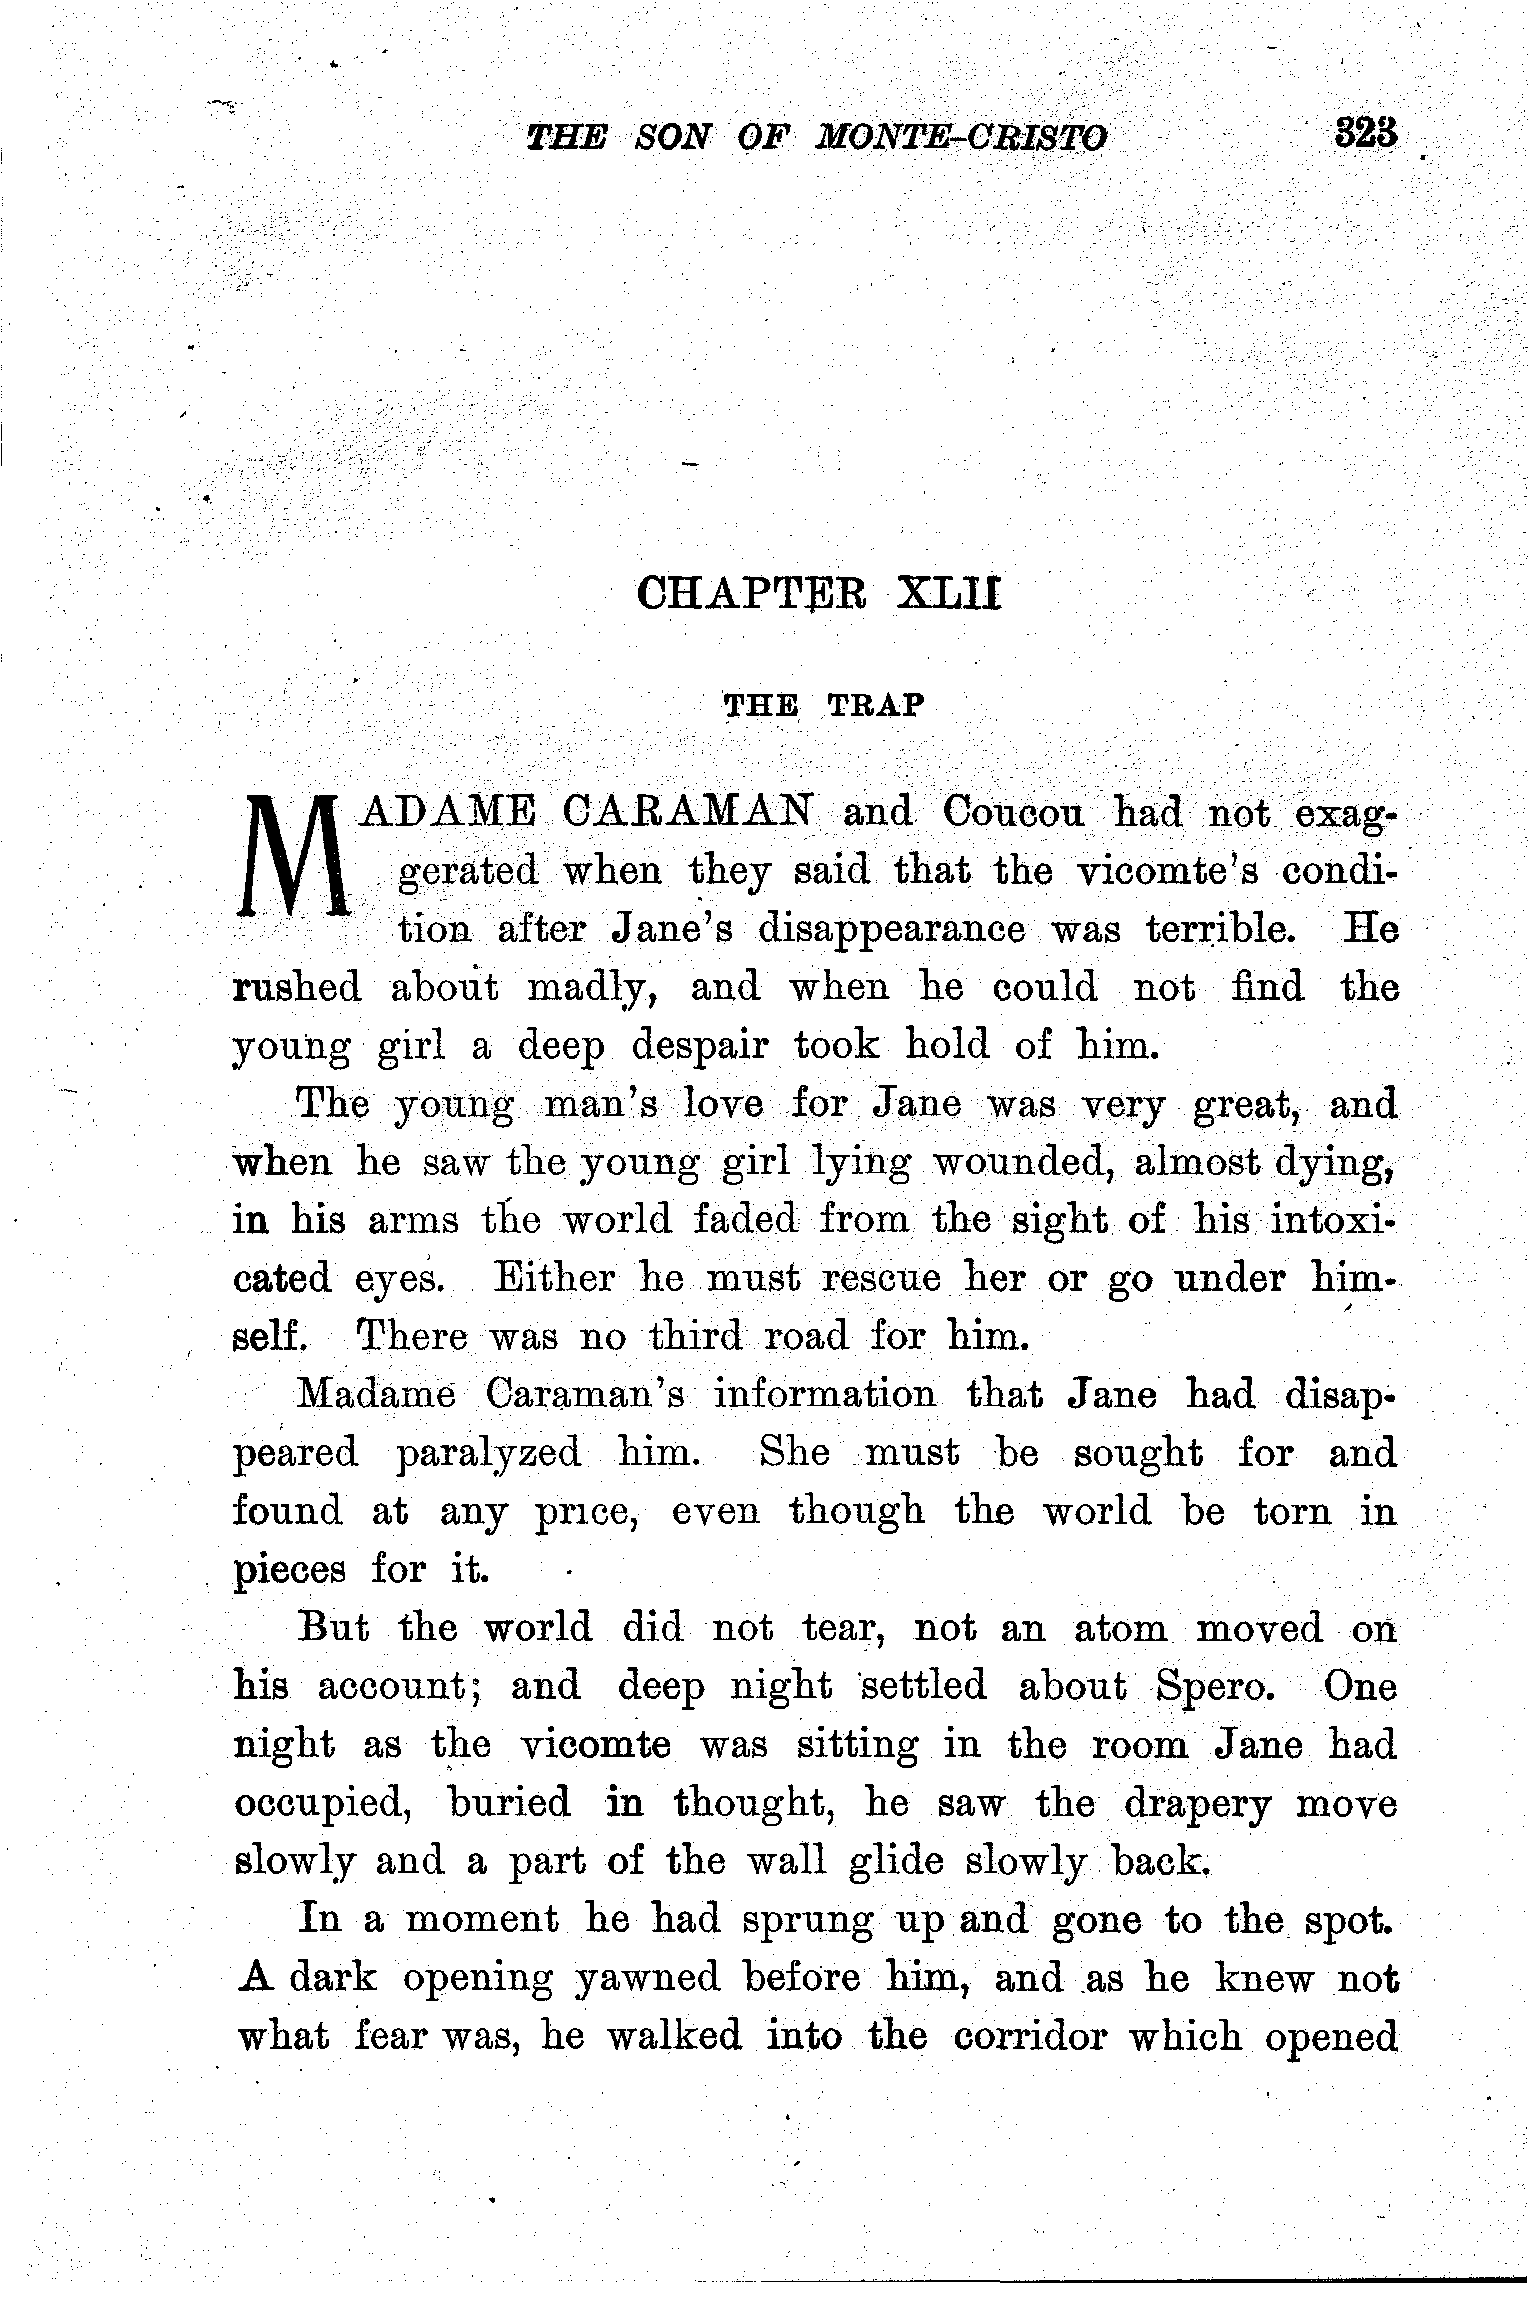 THE SON OF MONTE-CRISTO 323
CHAPTER XLII
THE TRAP
MADAME CARAMAN and Coucou had not exag-
gerated when they said that the vicomte's condi-
tion after Jane's disappearance was terrible. He
rushed about madly, and when he could not find the
young girl a deep despair took hold of him.
The young man's love for Jane was very great, and
when he saw the young girl lying wounded, almost dying,
in his arms the world faded from the sight of his intoxi-
cated eyes. Either he must rescue her or go under him-
self. There was no third road for him.
Madame Caraman's information that Jane had disap-
peared paralyzed him. She must be sought for and
found at any price, even though the world be torn in
pieces for it.
But the world did not tear, not an atom moved on
his account; and deep night settled about Spero. One
night as the vicomte was sitting in the room Jane had
occupied, buried in thought, he saw the drapery move
slowly and a part of the wall glide slowly back.
In a moment he had sprung up and gone to the spot.
A dark opening yawned before him, and as he knew not
what fear was, he walked into the corridor which opened